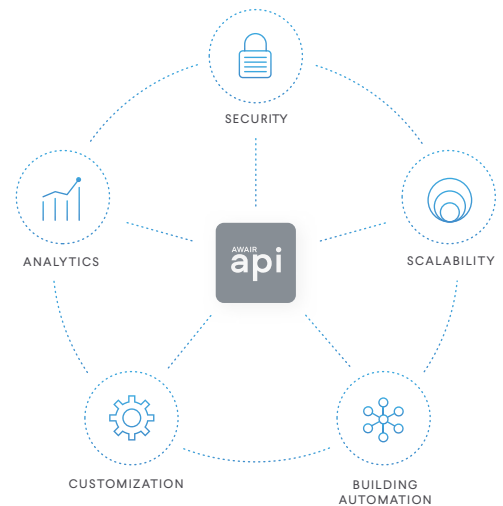 SECURITY
ANALYTICS
SCALABILITY
AWAIR
api
CUSTOMIZATION
BUILDING
AUTOMATION